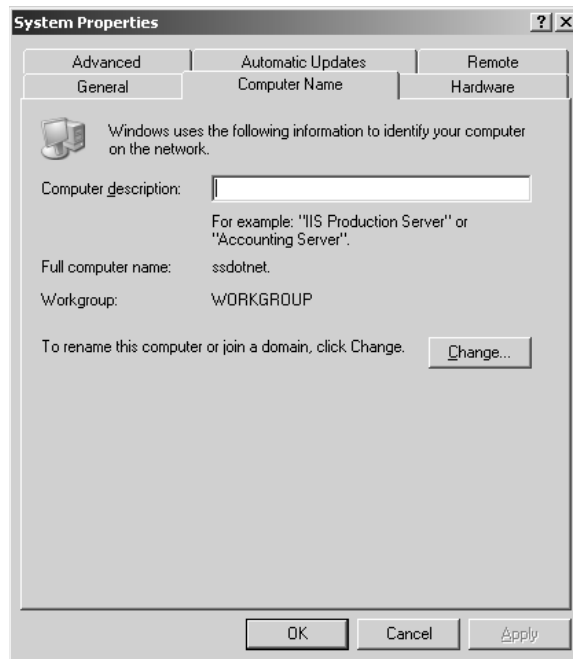 System Properties
? ×
Advanced Automatic Updates Remote
General Computer Name Hardware
Windows uses the following information to identify your computer
on the network.
Computer description:
For example: "IIS Production Server" or
"Accounting Server".
Full computer name: ssdotnet.
Workgroup: WORKGROUP
To rename this computer or join a domain, click Change. Change...
OK Cancel Apply